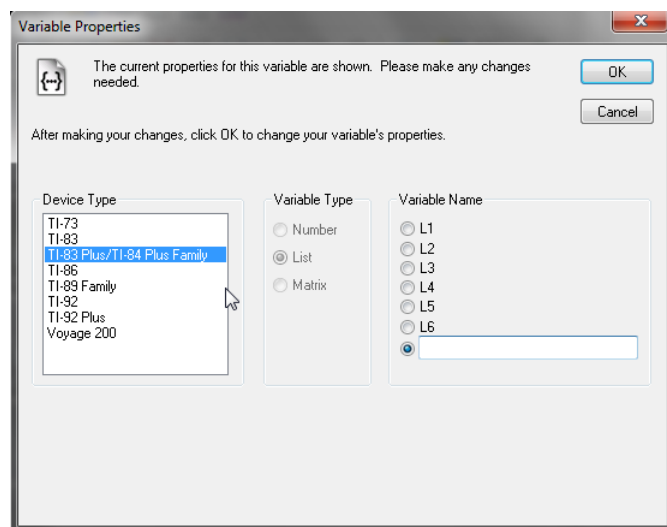 Variable Properties
The current properties for this variable are shown. Please make any changes
needed.
OK
Cancel
After making your changes, click OK to change your variable's properties.
Device Type
TI-73
TI-83
TI-83 Plus/TI-84 Plus Family
TI-86
TI-89 Family
TI-92
TI-92 Plus
Voyage 200
Variable Type
Number
List
Matrix
Variable Name
L1
L2
L3
L4
L5
L6